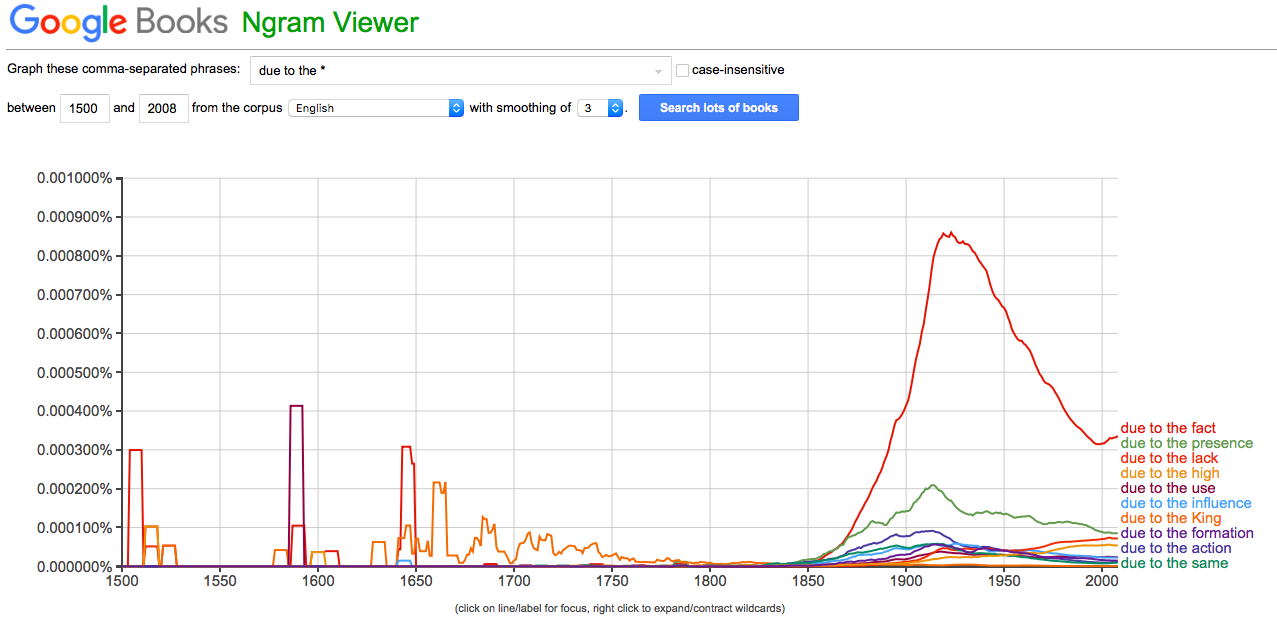 Google Books Ngram Viewer
Graph these comma-separated phrases: due to the * case-insensitive
between 1500 and 2008 from the corpus English with smoothing of 3 . Search lots of books
0.001000%
0.000900%
0.000800%
0.000700%
0.000600%
0.000500%
0.000400%
0.000300%
0.000200%
0.000100%
0.000000%
1500 1550 1600 1650 1700 1750 1800 1850 1900 1950 2000
due to the fact
due to the presence
due to the lack
due to the high
due to the use
due to the influence
due to the King
due to the formation
due to the action
due to the same
(click on line/label for focus, right click to expand/contract wildcards)